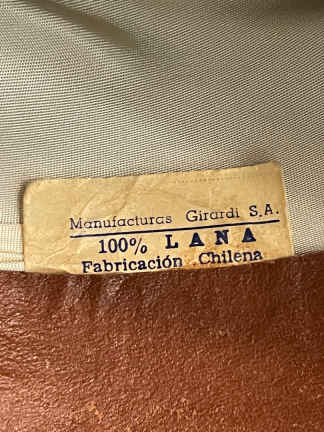 Manufacturas Girardi S.A.
100% LANA
Fabricación Chilena